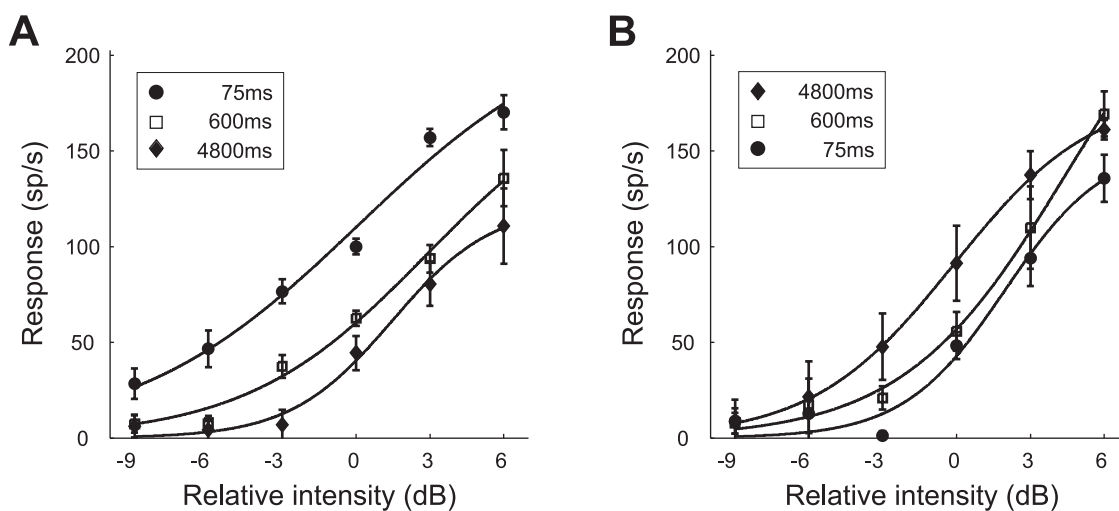 A
200
150
100
50
0
75ms
600ms
4800ms
Response (sp/s)
-9
-6
-3
0
3
6
Relative intensity (dB)
B
200
150
100
50
0
4800ms
600ms
75ms
Response (sp/s)
-9
-6
-3
0
3
6
Relative intensity (dB)